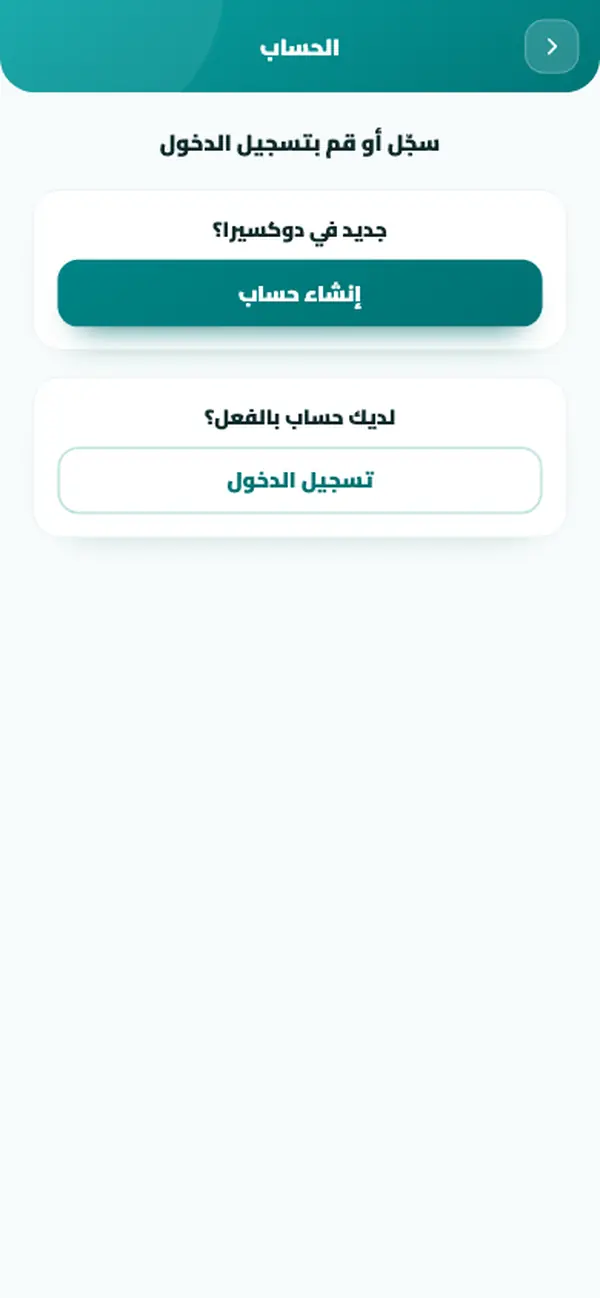 الحساب
سجّل أو قم بتسجيل الدخول
جديد في دوكسيرا؟
إنشاء حساب
لديك حساب بالفعل؟
تسجيل الدخول